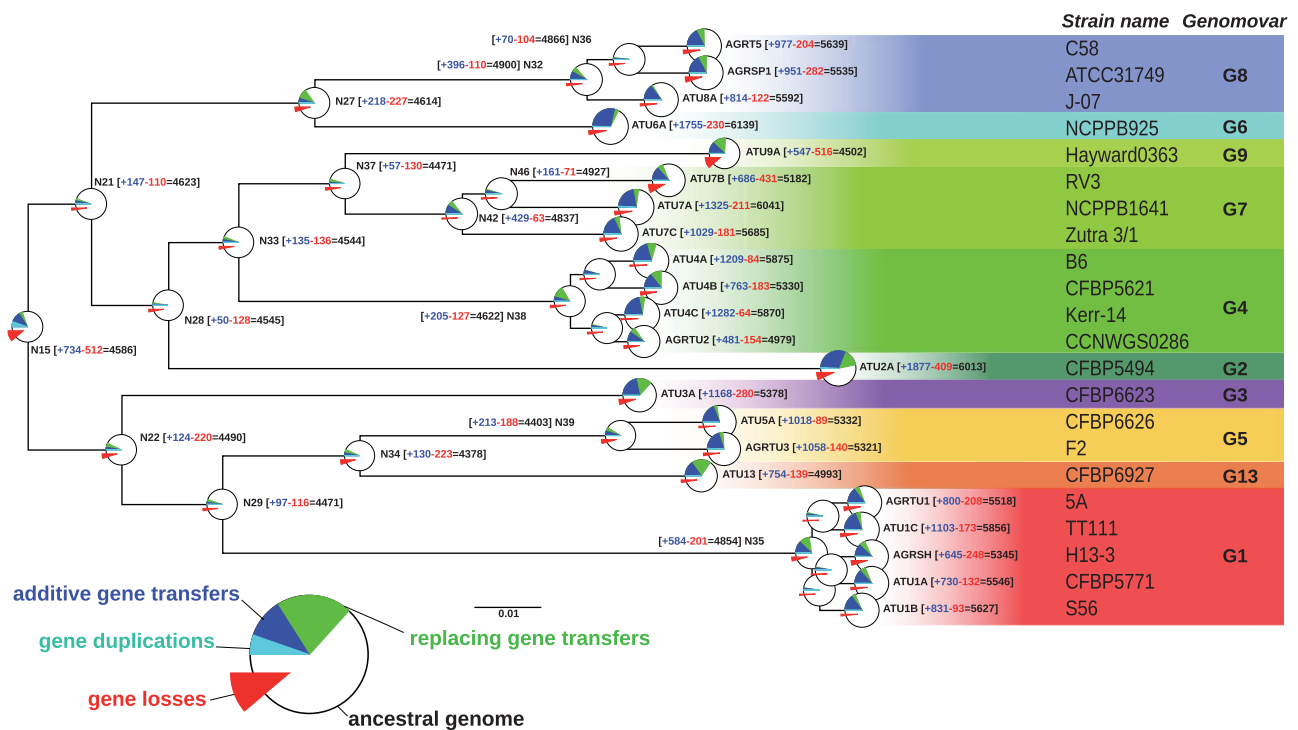 Strain name Genomovar
[+70-104=4866] N36
AGRT5 [+977-204=5639]
C58
[+396-110=4900] N32
AGRSP1 [+951-282=5535]
ATCC31749
G8
N27 [+218-227=4614]
ATU8A [+814-122=5592]
J-07
ATU6A [+1755-230=6139]
NCPPB925
G6
N37 [+57-130=4471]
ATU9A [+547-516=4502]
Hayward0363
G9
N21 [+147-110=4623]
N46 [+161-71=4927]
ATU7B [+686-431=5182]
RV3
ATU7A [+1325-211=6041]
NCPPB1641
G7
N42 [+429-63=4837]
ATU7C [+1029-181=5685]
Zutra 3/1
N33 [+135-136=4544]
ATU4A [+1209-84=5875]
B6
ATU4B [+763-183=5330]
CFBP5621
G4
N28 [+50-128=4545]
[+205-127=4622] N38
ATU4C [+1282-64=5870]
Kerr-14
AGRTU2 [+481-154=4979]
CCNWGS0286
N15 [+734-512=4586]
ATU2A [+1877-409=6013]
CFBP5494
G2
ATU3A [+1168-280=5378]
CFBP6623
G3
[+213-188=4403] N39
ATU5A [+1018-89=5332]
CFBP6626
N22 [+124-220=4490]
G5
AGRTU3 [+1058-140=5321]
F2
N34 [+130-223=4378]
ATU13 [+754-139=4993]
CFBP6927
G13
N29 [+97-116=4471]
AGRTU1 [+800-208=5518]
5A
ATU1C [+1103-173=5856]
TT111
[+584-201=4854] N35
AGRSH [+645-248=5345]
H13-3
G1
ATU1A [+730-132=5546]
CFBP5771
ATU1B [+831-93=5627]
S56
additive gene transfers
0.01
gene duplications
replacing gene transfers
gene losses
ancestral genome